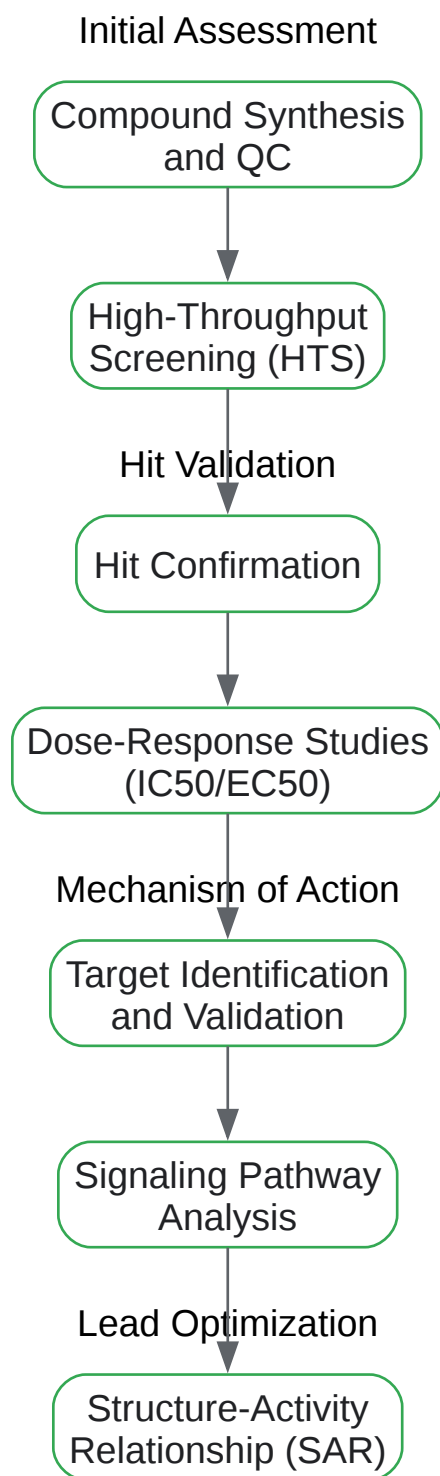 Initial Assessment
Compound Synthesis
and QC
High-Throughput
Screening (HTS)
Hit Validation
Hit Confirmation
Dose-Response Studies
(IC50/EC50)
Mechanism of Action
Target Identification
and Validation
Signaling Pathway
Analysis
Lead Optimization
Structure-Activity
Relationship (SAR)